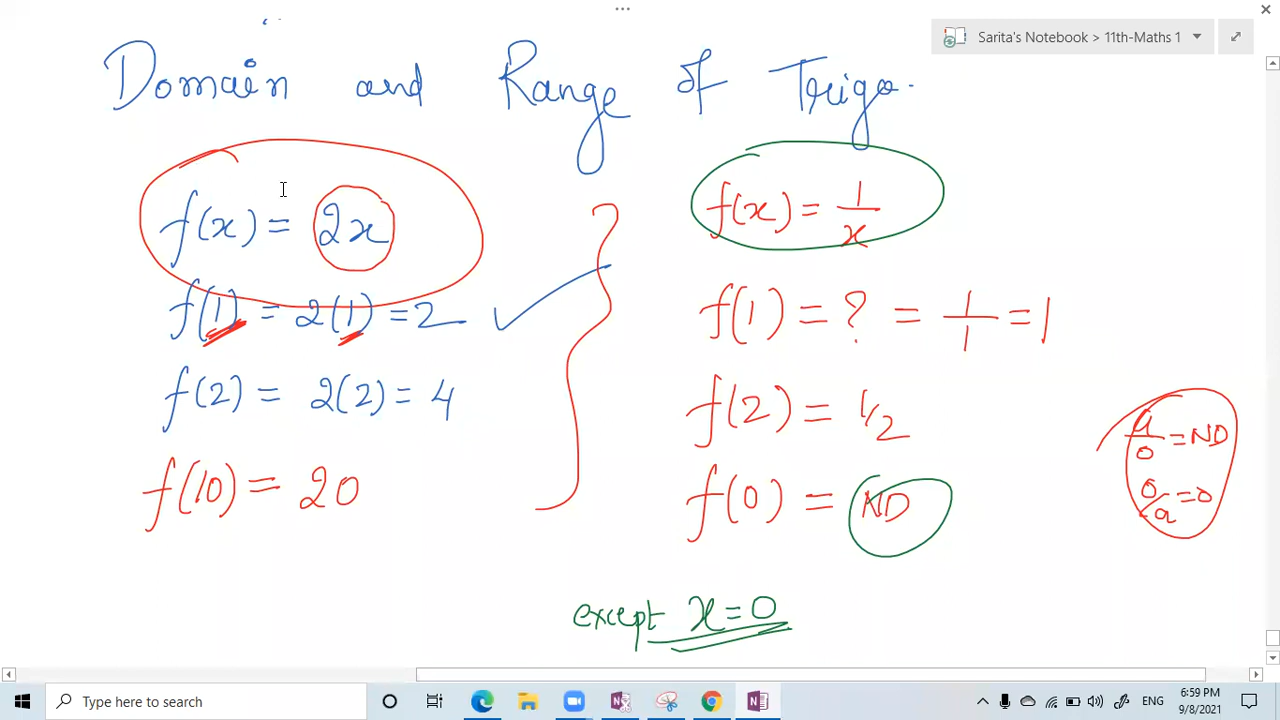 Sarita's Notebook > 11th-Maths 1
Domain and Range of Trigo.
f(x) = 2x
f(1) = 2(1) = 2
f(2) = 2(2) = 4
f(10) = 20
f(x) = 1/x
f(1) = ? = 1/1 = 1
f(2) = 1/2
f(0) = ND
a/0 = ND
0/a = 0
except x = 0
Type here to search
ENG
6:59 PM
9/8/2021